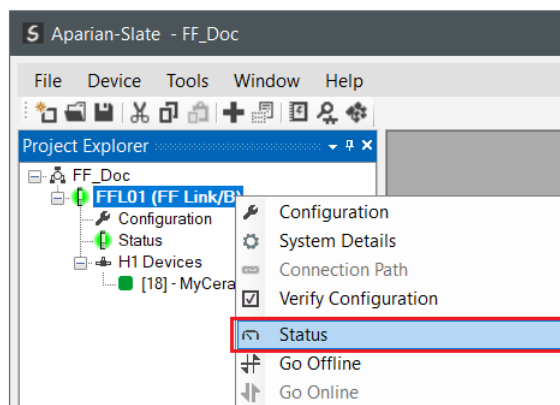 S Aparian-Slate - FF_Doc
File Device Tools Window Help
Project Explorer
FF_Doc
FFL01 (FF Link/B)
Configuration
Status
H1 Devices
[18] - MyCera
Configuration
System Details
Connection Path
Verify Configuration
Status
Go Offline
Go Online